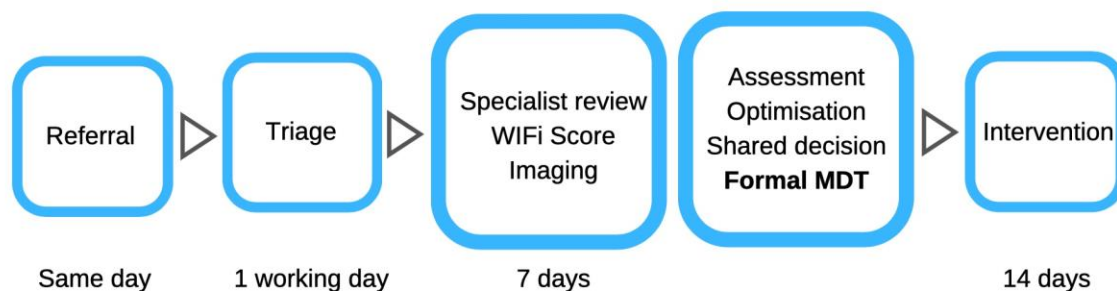 Referral
Triage
Specialist review
WIFi Score
Imaging
Assessment
Optimisation
Shared decision
Formal MDT
Intervention
Same day
1 working day
7 days
14 days